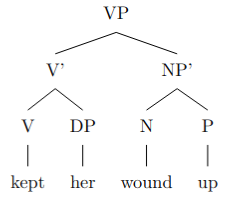 VP
V' NP'
V DP N P
kept her wound up